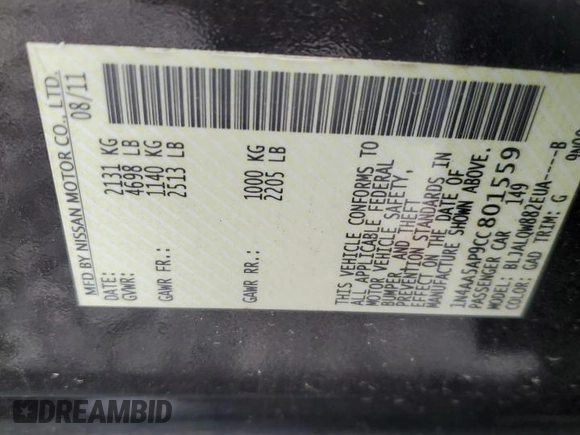 MFD BY NISSAN MOTOR CO., LTD.
08/11
GVWR: 2131 KG
4698 LB
GAWR FR: 1140 KG
2513 LB
GAWR RR: 1000 KG
2205 LB
THIS VEHICLE CONFORMS TO
ALL APPLICABLE FEDERAL
MOTOR VEHICLE SAFETY,
BUMPER, AND THEFT
PREVENTION STANDARDS IN
EFFECT ON THE DATE OF
MANUFACTURE SHOWN ABOVE.
1N4AA5AP9CC801559
PASSENGER CAR 149
MODEL: BLJALQW882EUA----B
COLOR: GAD TRIM: G
DREAMBID